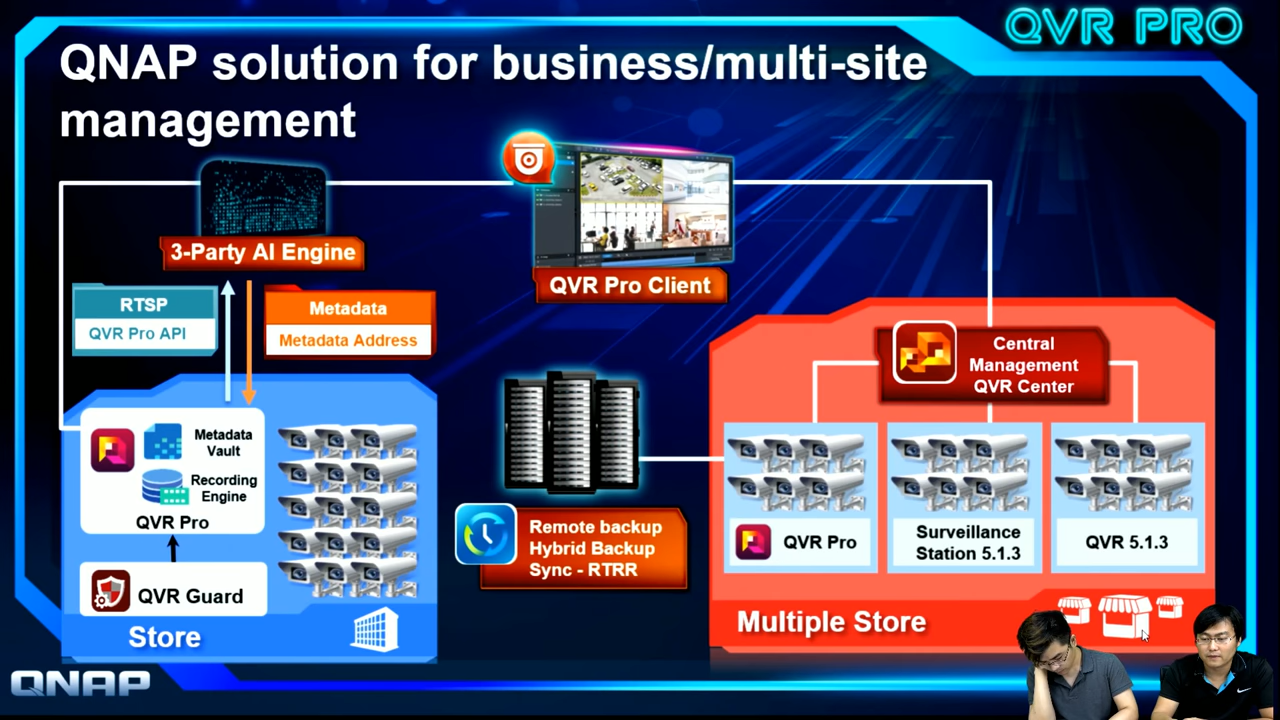 QVR PRO
QNAP solution for business/multi-site
management
3-Party AI Engine
QVR Pro Client
RTSP
QVR Pro API
Metadata
Metadata Address
Central
Management
QVR Center
Metadata
Vault
Recording
Engine
QVR Pro
QVR Guard
Store
Remote backup
Hybrid Backup
Sync - RTRR
QVR Pro
Surveillance
Station 5.1.3
QVR 5.1.3
Multiple Store
QNAP